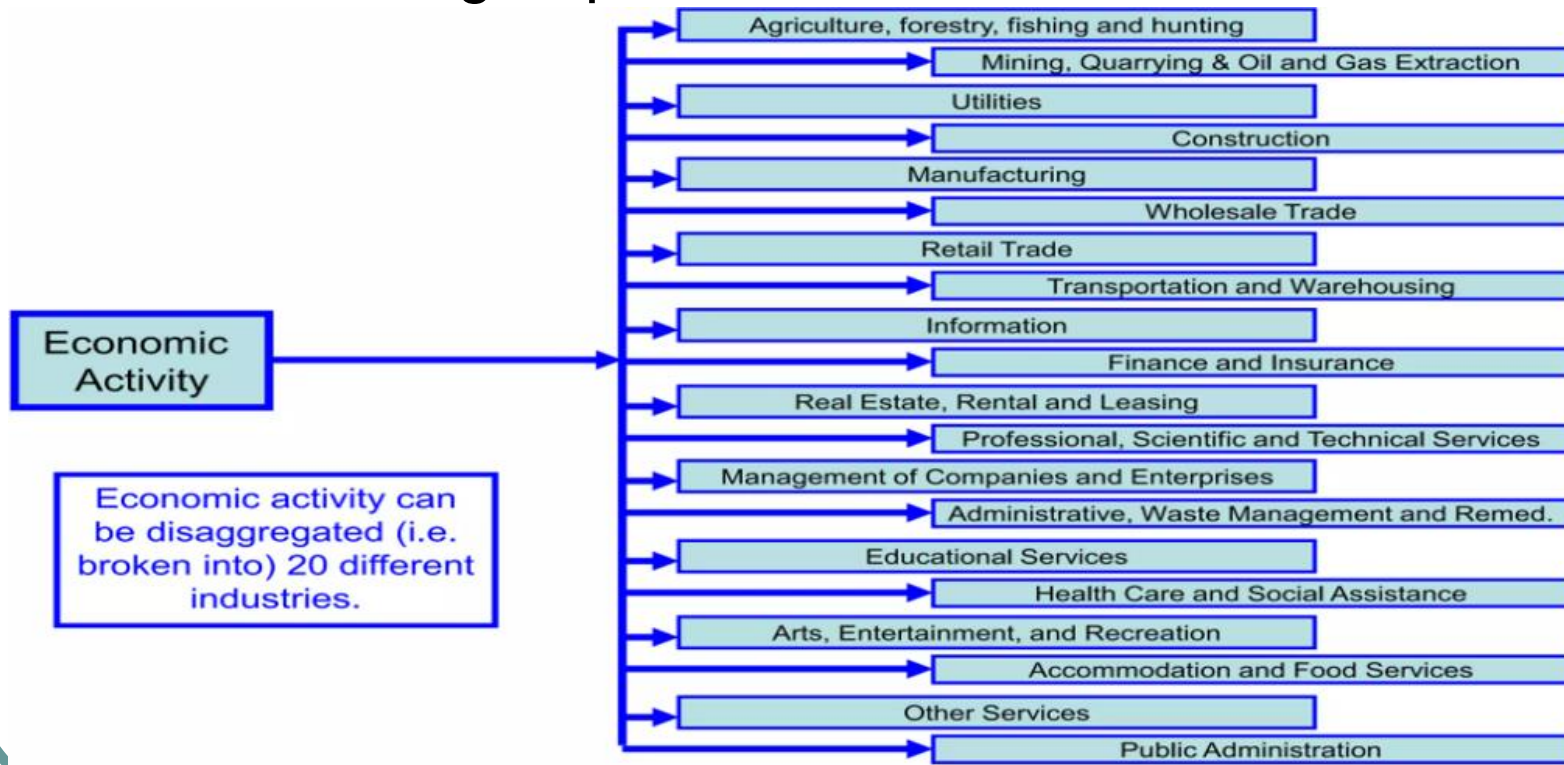 Agriculture, forestry, fishing and hunting
Mining, Quarrying & Oil and Gas Extraction
Utilities
Construction
Manufacturing
Wholesale Trade
Retail Trade
Transportation and Warehousing
Information
Finance and Insurance
Real Estate, Rental and Leasing
Professional, Scientific and Technical Services
Management of Companies and Enterprises
Administrative, Waste Management and Remed.
Educational Services
Health Care and Social Assistance
Arts, Entertainment, and Recreation
Accommodation and Food Services
Other Services
Public Administration
Economic
Activity
Economic activity can
be disaggregated (i.e.
broken into) 20 different
industries.